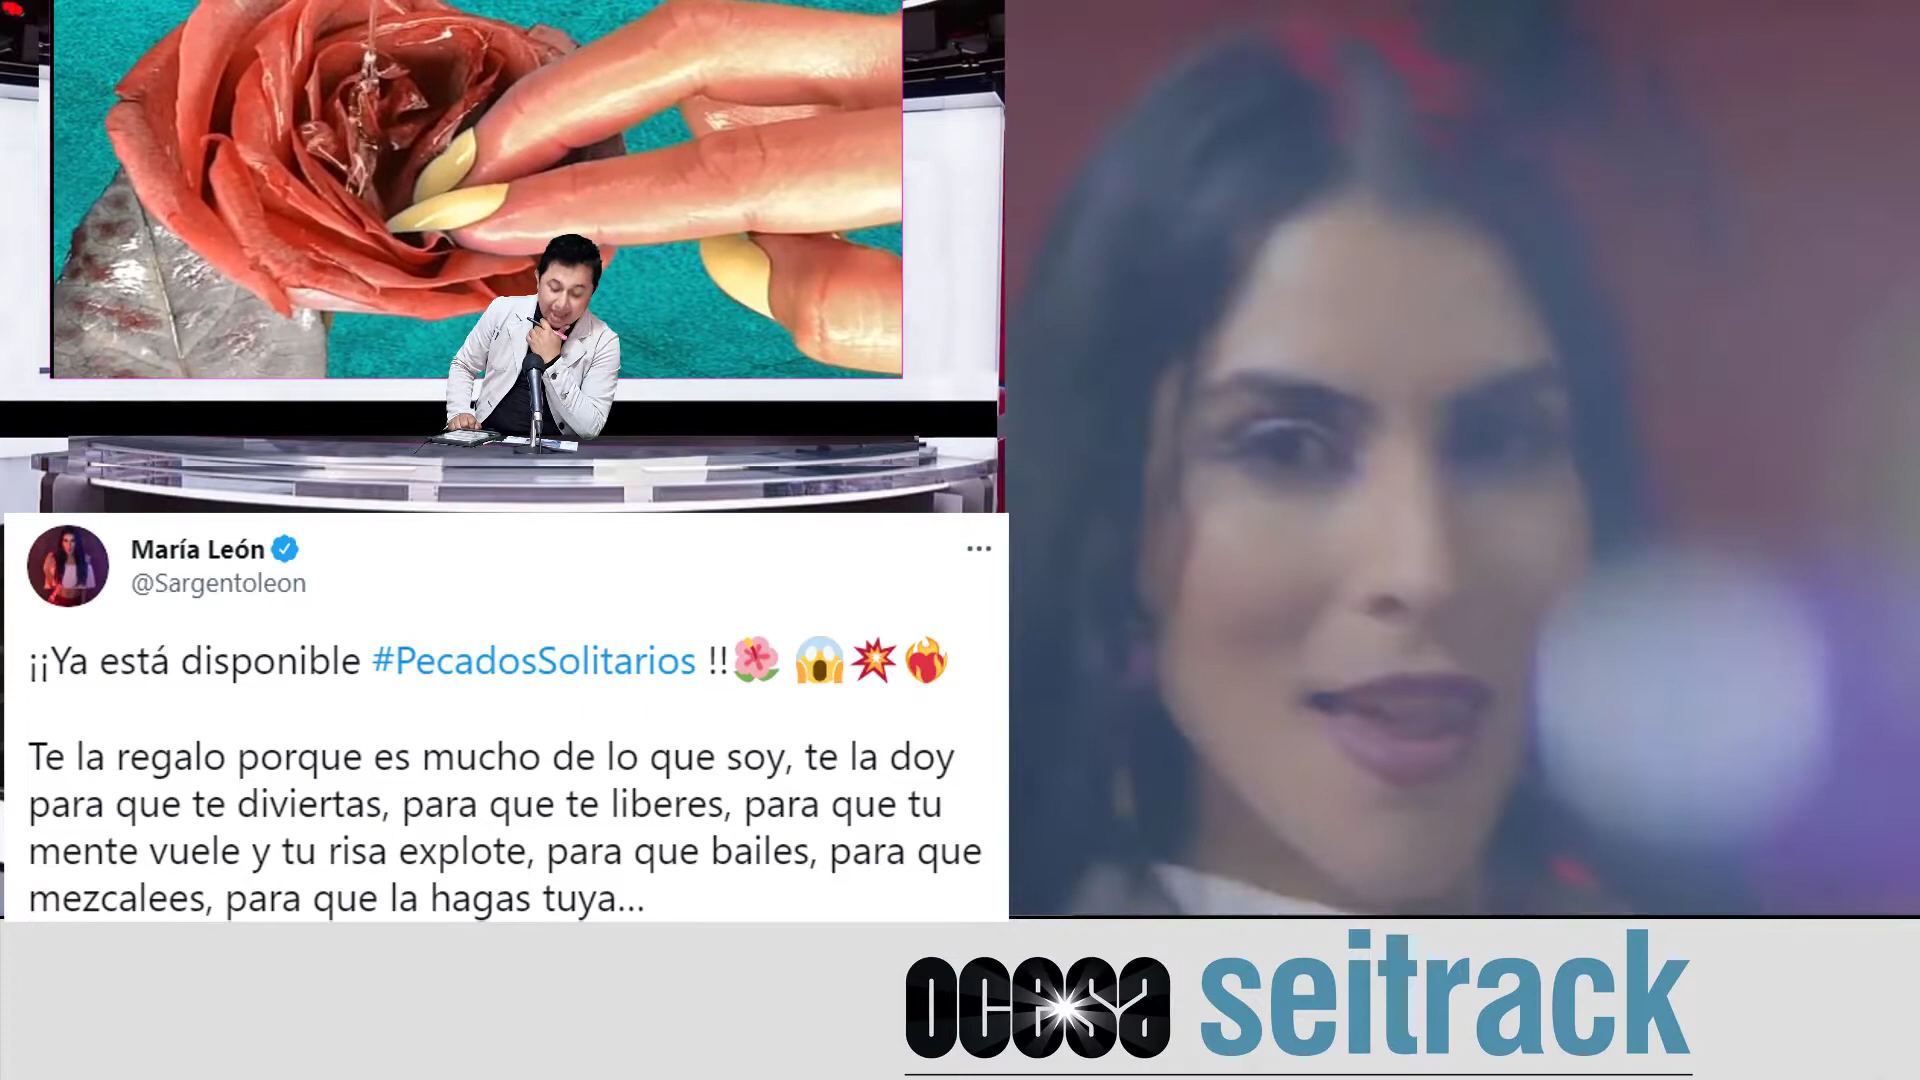 María León
@Sargentoleon
¡¡Ya está disponible #PecadosSolitarios !!🌺 😱💥❤️‍🔥
Te la regalo porque es mucho de lo que soy, te la doy
para que te diviertas, para que te liberes, para que tu
mente vuele y tu risa explote, para que bailes, para que
mezcalees, para que la hagas tuya...
OCESA seitrack